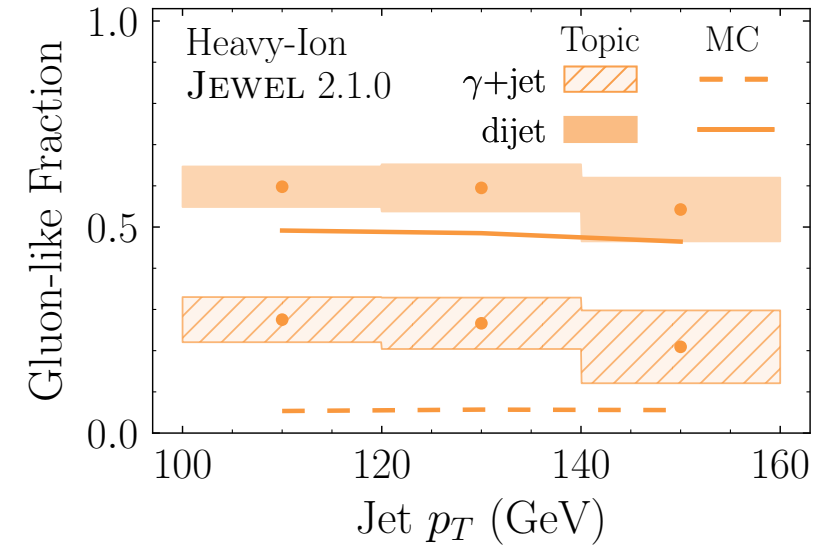 1.0
0.5
0.0
Gluon-like Fraction
Heavy-Ion
JEWEL 2.1.0
Topic MC
γ+jet
dijet
100 120 140 160
Jet p_T (GeV)